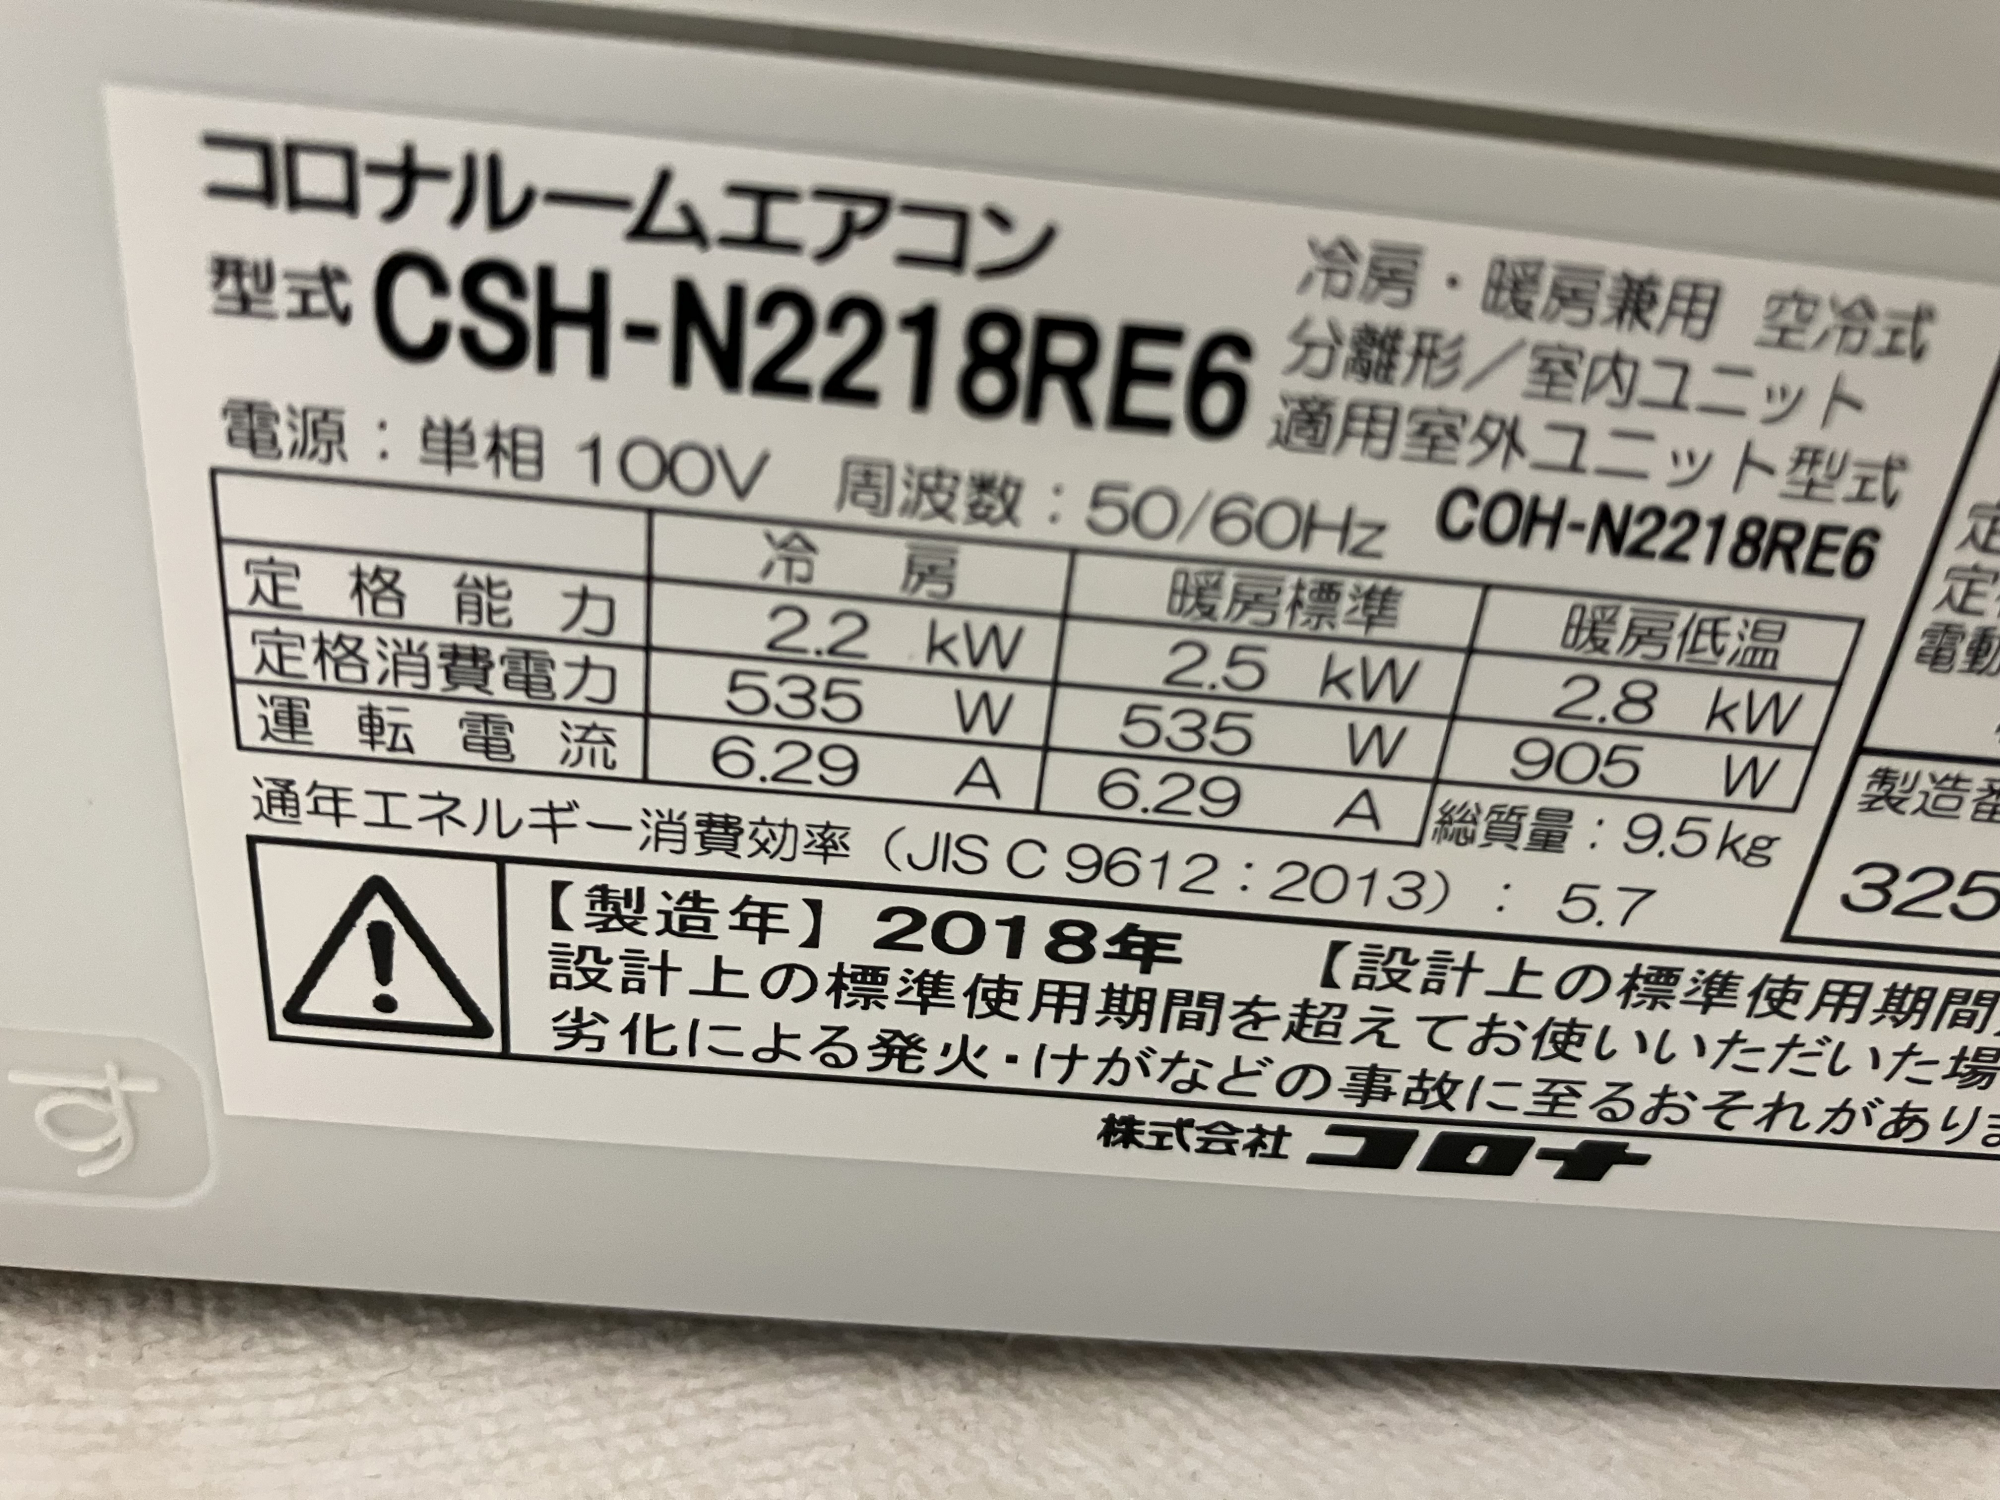 コロナルームエアコン
型式 CSH-N2218RE6
冷房・暖房兼用 空冷式
分離形/室内ユニット
適用室外ユニット型式
COH-N2218RE6
電源：単相 100V 周波数：50/60Hz
冷房 暖房標準 暖房低温
定格能力 2.2 kW 2.5 kW 2.8 kW
定格消費電力 535 W 535 W 905 W
運転電流 6.29 A 6.29 A
総質量：9.5kg
通年エネルギー消費効率（JIS C 9612：2013）：5.7
定
定
電動
製造番
325
【製造年】2018年 【設計上の標準使用期間
設計上の標準使用期間を超えてお使いいただいた場
劣化による発火・けがなどの事故に至るおそれがありま
株式会社 コロナ
す